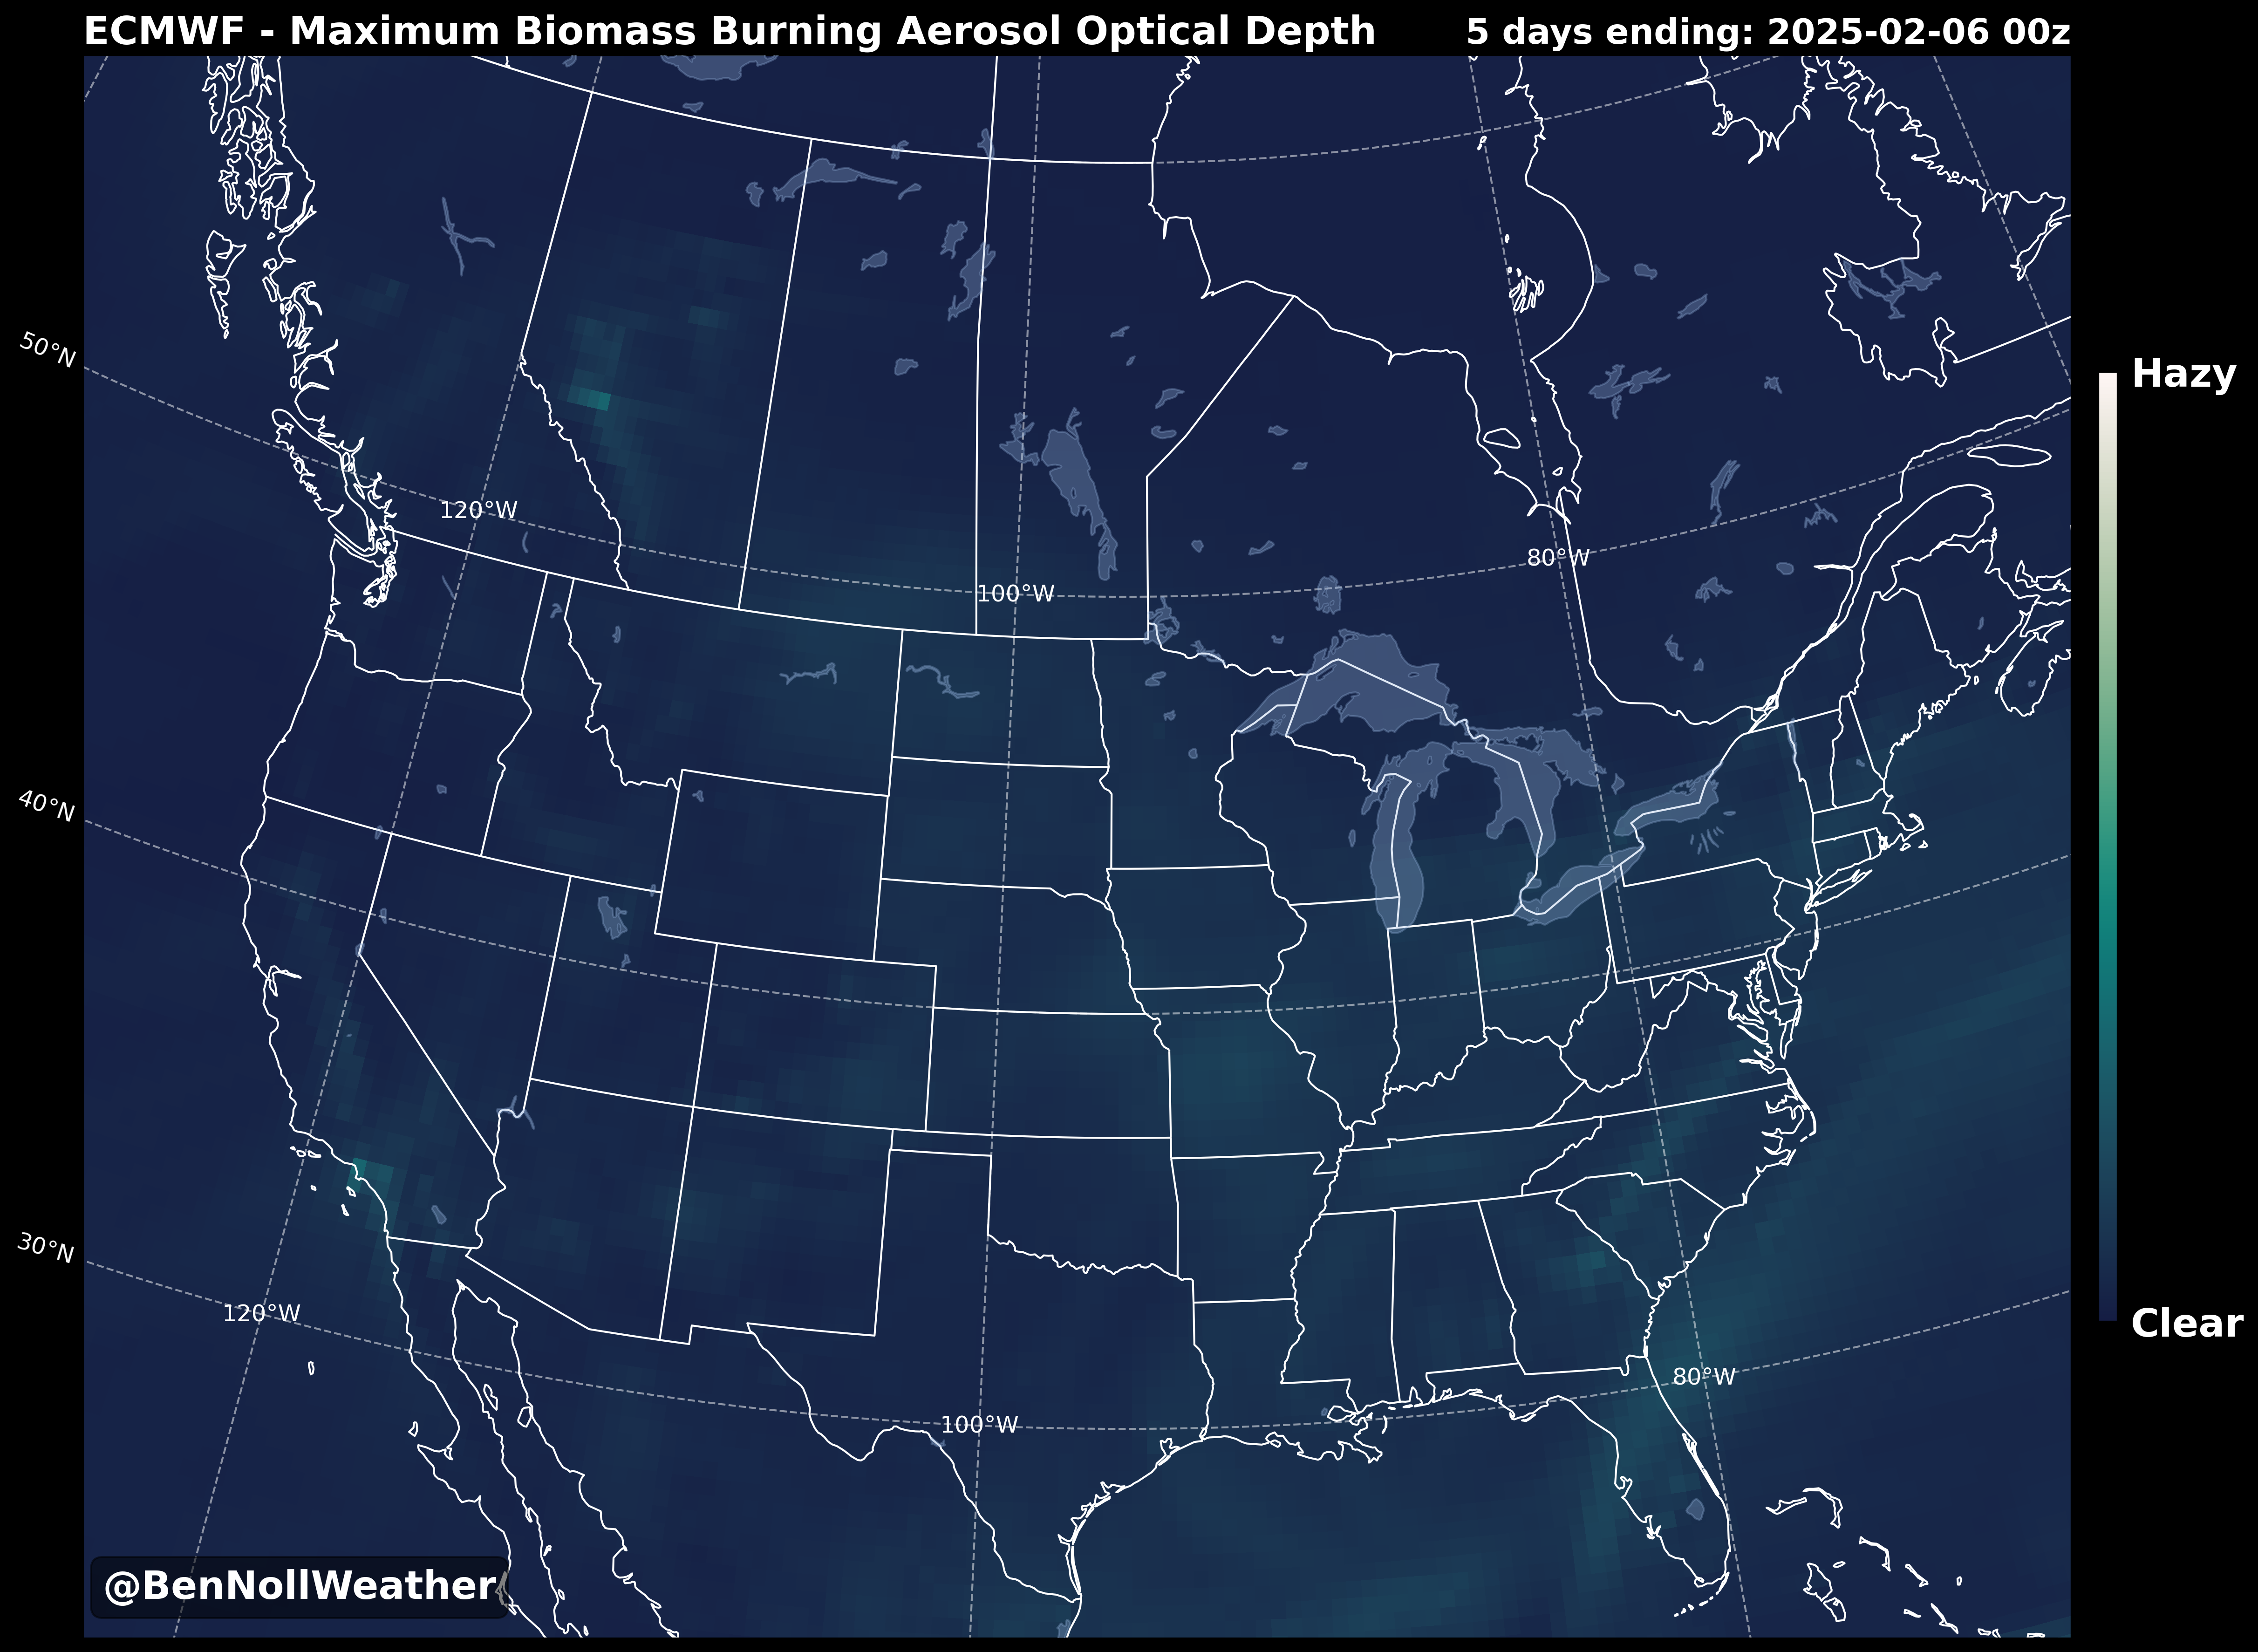 ECMWF - Maximum Biomass Burning Aerosol Optical Depth
5 days ending: 2025-02-06 00z
50°N
Hazy
120°W
80°W
100°W
40°N
30°N
120°W
Clear
80°W
100°W
@BenNollWeather